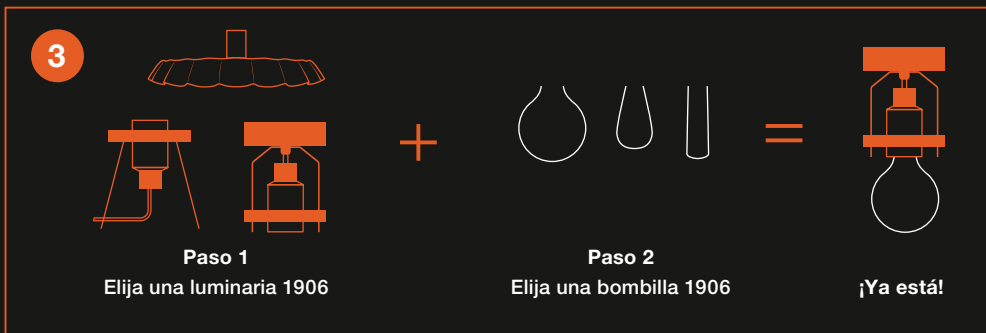 3
Paso 1
Elija una luminaria 1906
Paso 2
Elija una bombilla 1906
¡Ya está!